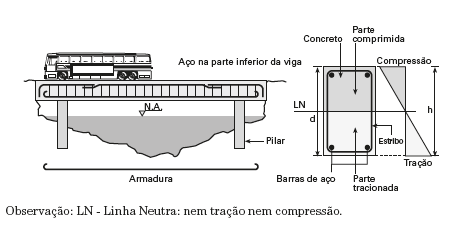 Aço na parte inferior da viga
N.A.
Pilar
Armadura
Concreto
Parte
comprimida
Compressão
LN
d
h
Estribo
Tração
Barras de aço
Parte
tracionada
Observação: LN - Linha Neutra: nem tração nem compressão.